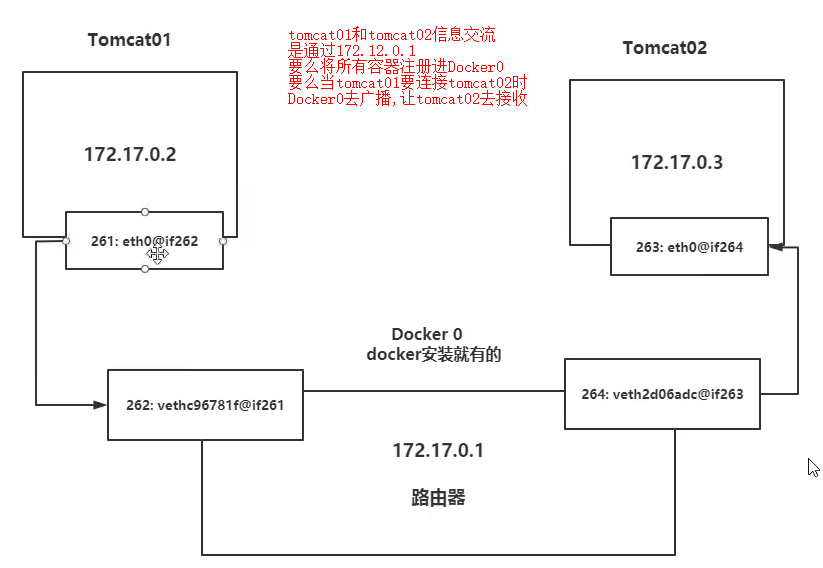 Tomcat01
tomcat01和tomcat02信息交流
是通过172.12.0.1
要么将所有容器注册进Docker0
要么当tomcat01要连接tomcat02时
Docker0去广播,让tomcat02去接收
Tomcat02
172.17.0.2
172.17.0.3
261: eth0@if262
263: eth0@if264
Docker 0
docker安装就有的
262: vethc96781f@if261
264: veth2d06adc@if263
172.17.0.1
路由器